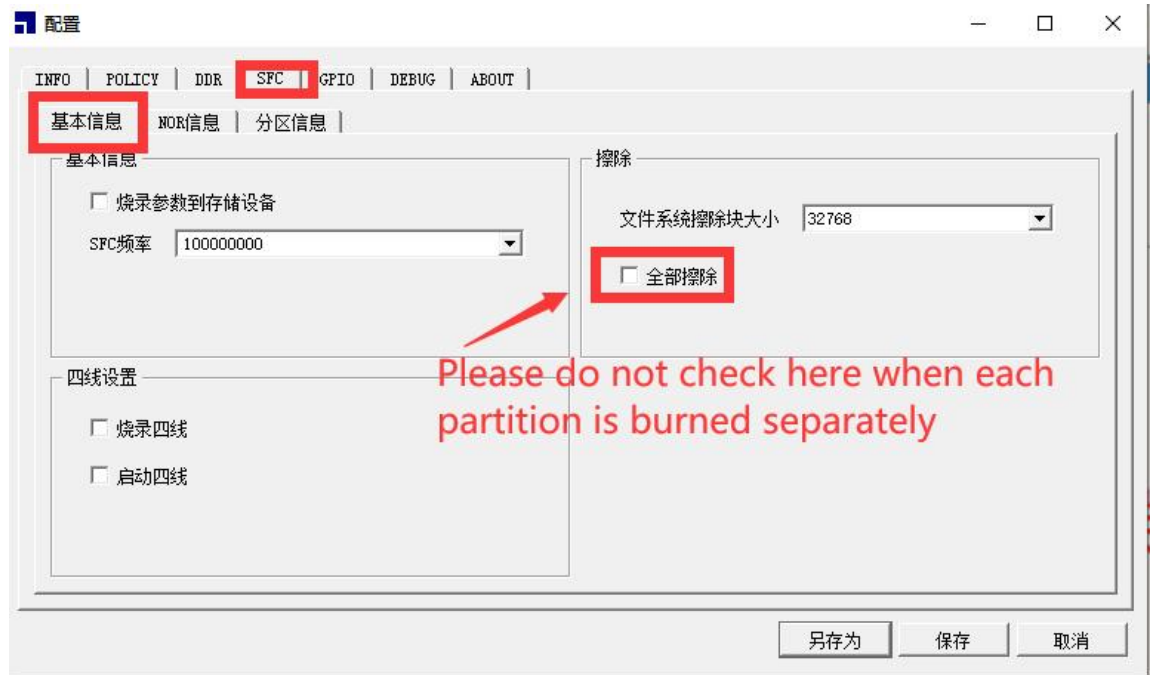 配置
INFO POLICY DDR SFC GPIO DEBUG ABOUT
基本信息 NOR信息 分区信息
基本信息
烧录参数到存储设备
SFC频率 100000000
擦除
文件系统擦除块大小 32768
全部擦除
Please do not check here when each
partition is burned separately
四线设置
烧录四线
启动四线
另存为 保存 取消